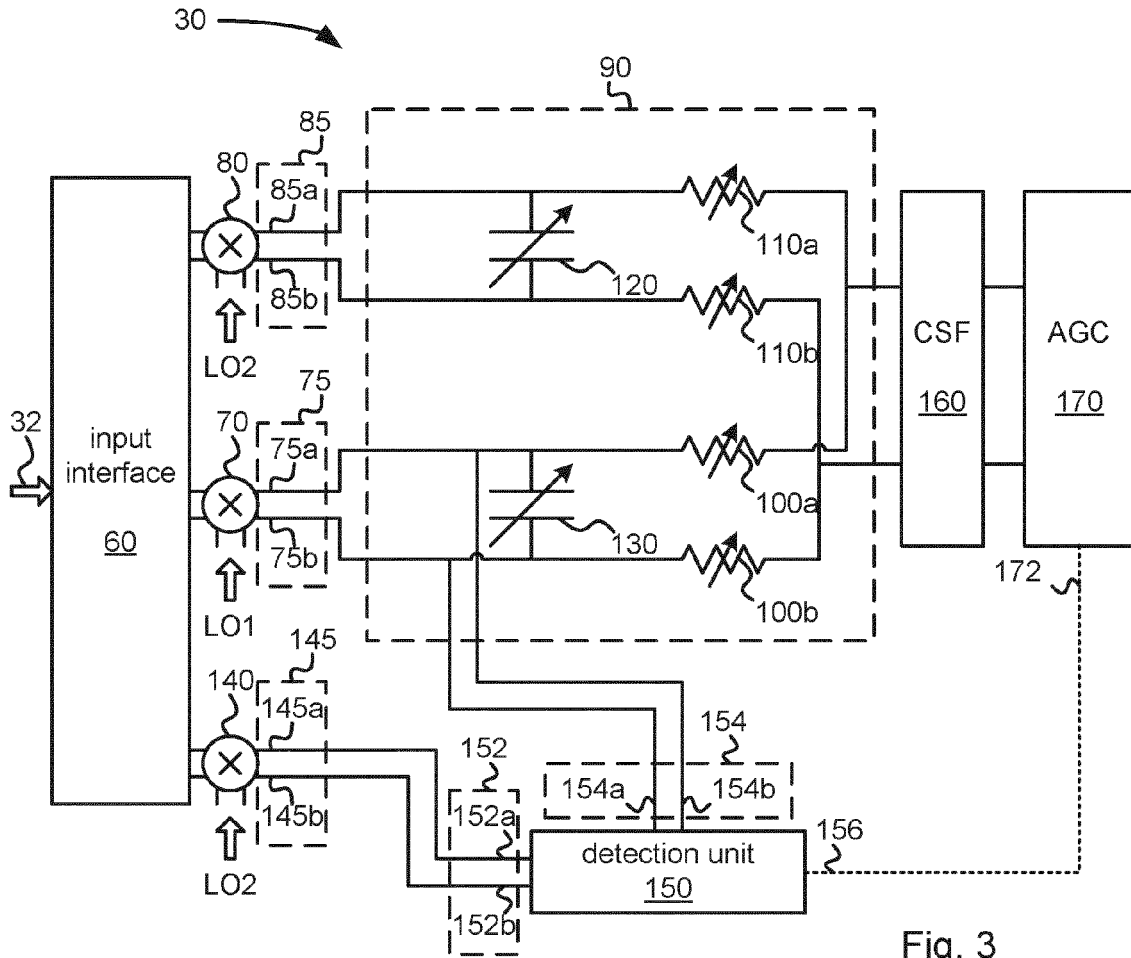 30
90
85
80
85a
85b
LO2
110a
120
110b
CSF
160
AGC
170
32
input
interface
60
75
70
75a
75b
LO1
100a
130
100b
172
145
140
145a
145b
LO2
154
152
154a
154b
152a
152b
detection unit
150
156
Fig. 3